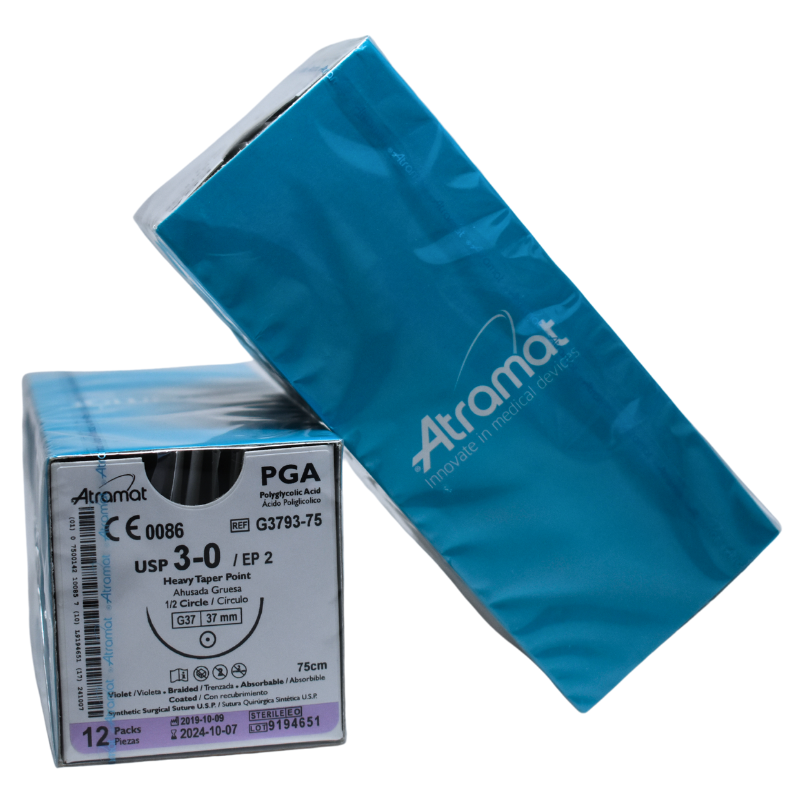 Atramat
Innovate in medical devices
Atramat
PGA
Polyglycolic Acid
Ácido Poliglicólico
CE 0086
REF G3793-75
USP 3-0 / EP 2
Heavy Taper Point
Ahusada Gruesa
1/2 Circle / Círculo
G37 37 mm
75cm
Violet / Violeta • Braided / Trenzada • Absorbable / Absorbible
Coated / Con recubrimiento
Synthetic Surgical Suture U.S.P. / Sutura Quirúrgica Sintética U.S.P.
12 Packs
Piezas
2019-10-09
2024-10-07
STERILE EO
LOT 9194651
Atramat
Atramat